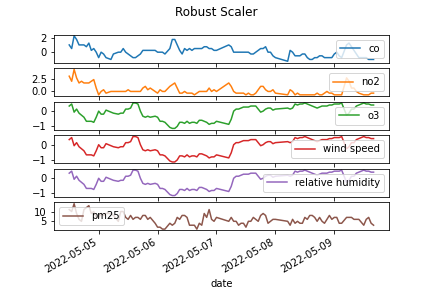 Robust Scaler
2
0
co
2.5
0.0
no2
0
−1
o3
0
−1
wind speed
0
−1
relative humidity
10
5
pm25
2022-05-05
2022-05-06
2022-05-07
2022-05-08
2022-05-09
date